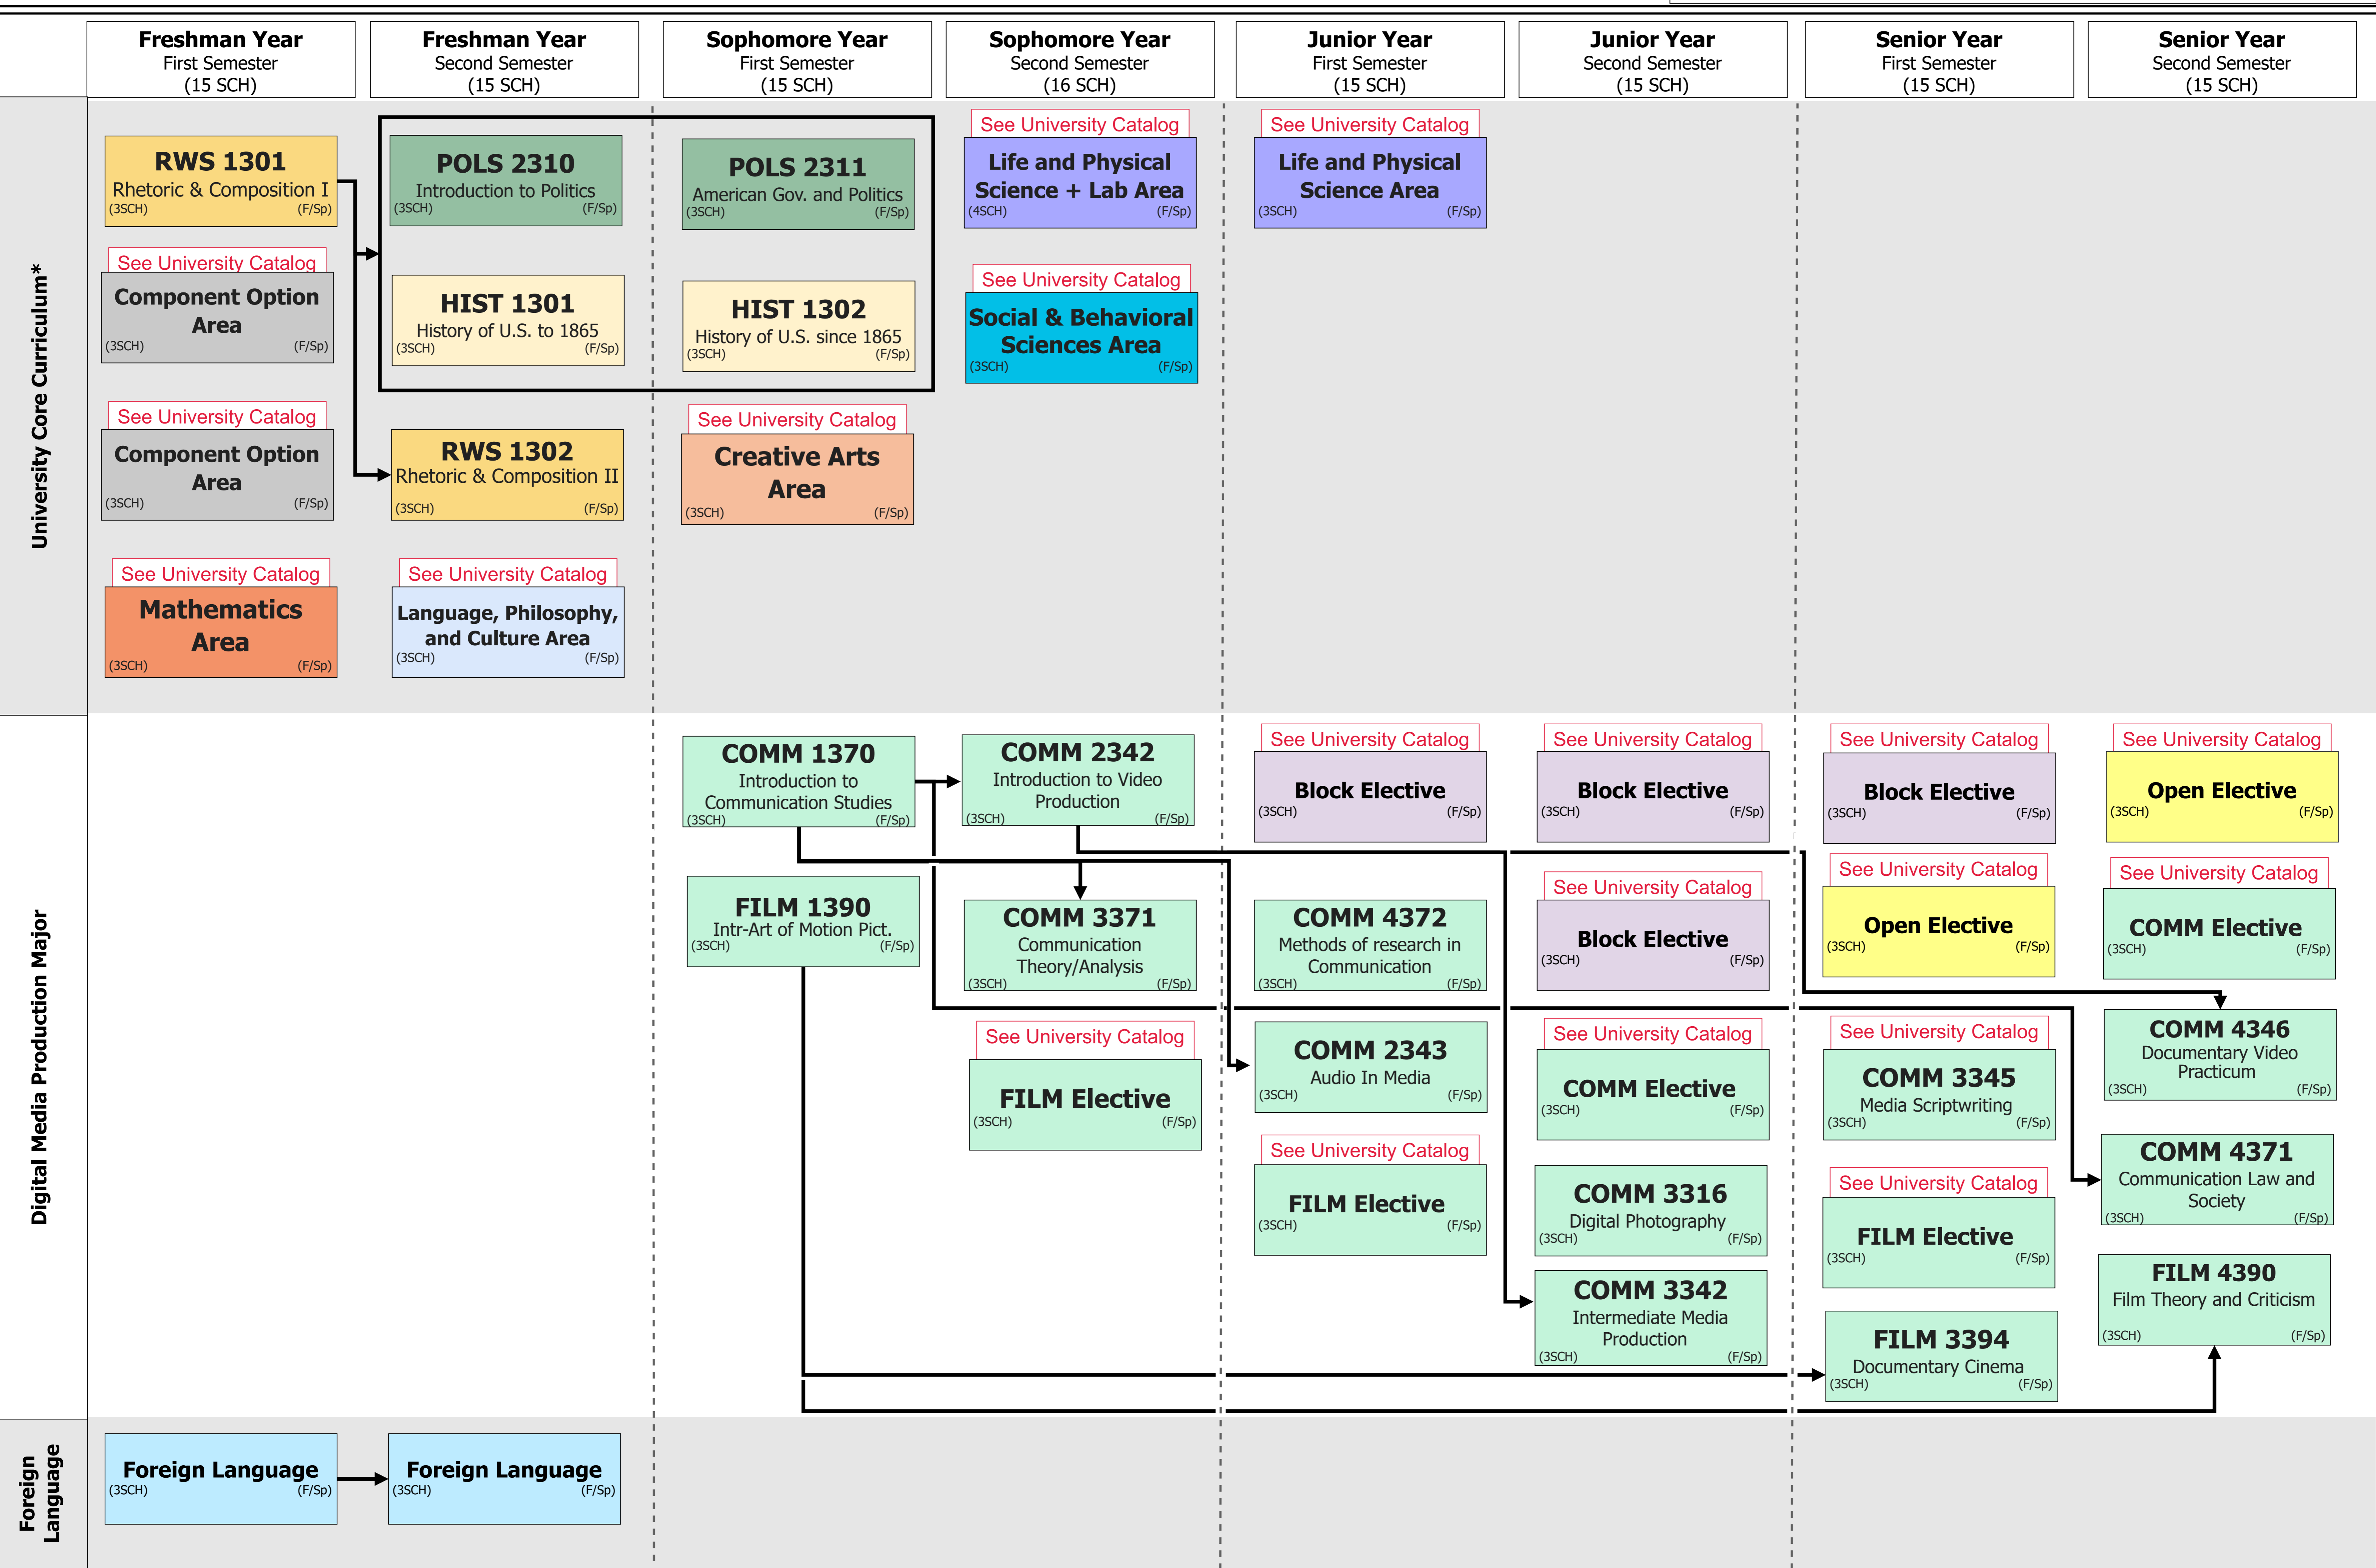 Freshman Year
First Semester
(15 SCH)
Freshman Year
Second Semester
(15 SCH)
Sophomore Year
First Semester
(15 SCH)
Sophomore Year
Second Semester
(16 SCH)
Junior Year
First Semester
(15 SCH)
Junior Year
Second Semester
(15 SCH)
Senior Year
First Semester
(15 SCH)
Senior Year
Second Semester
(15 SCH)
University Core Curriculum*
RWS 1301
Rhetoric & Composition I
(3SCH) (F/Sp)
See University Catalog
Component Option
Area
(3SCH) (F/Sp)
See University Catalog
Component Option
Area
(3SCH) (F/Sp)
See University Catalog
Mathematics
Area
(3SCH) (F/Sp)
POLS 2310
Introduction to Politics
(3SCH) (F/Sp)
HIST 1301
History of U.S. to 1865
(3SCH) (F/Sp)
RWS 1302
Rhetoric & Composition II
(3SCH) (F/Sp)
See University Catalog
Language, Philosophy,
and Culture Area
(3SCH) (F/Sp)
POLS 2311
American Gov. and Politics
(3SCH) (F/Sp)
HIST 1302
History of U.S. since 1865
(3SCH) (F/Sp)
See University Catalog
Creative Arts
Area
(3SCH) (F/Sp)
See University Catalog
Life and Physical
Science + Lab Area
(4SCH) (F/Sp)
See University Catalog
Social & Behavioral
Sciences Area
(3SCH) (F/Sp)
See University Catalog
Life and Physical
Science Area
(3SCH) (F/Sp)
Digital Media Production Major
COMM 1370
Introduction to
Communication Studies
(3SCH) (F/Sp)
FILM 1390
Intr-Art of Motion Pict.
(3SCH) (F/Sp)
COMM 2342
Introduction to Video
Production
(3SCH) (F/Sp)
COMM 3371
Communication
Theory/Analysis
(3SCH) (F/Sp)
See University Catalog
FILM Elective
(3SCH) (F/Sp)
See University Catalog
Block Elective
(3SCH) (F/Sp)
COMM 4372
Methods of research in
Communication
(3SCH) (F/Sp)
COMM 2343
Audio In Media
(3SCH) (F/Sp)
See University Catalog
FILM Elective
(3SCH) (F/Sp)
See University Catalog
Block Elective
(3SCH) (F/Sp)
See University Catalog
Block Elective
(3SCH) (F/Sp)
See University Catalog
COMM Elective
(3SCH) (F/Sp)
COMM 3316
Digital Photography
(3SCH) (F/Sp)
COMM 3342
Intermediate Media
Production
(3SCH) (F/Sp)
See University Catalog
Block Elective
(3SCH) (F/Sp)
See University Catalog
Open Elective
(3SCH) (F/Sp)
See University Catalog
COMM 3345
Media Scriptwriting
(3SCH) (F/Sp)
See University Catalog
FILM Elective
(3SCH) (F/Sp)
FILM 3394
Documentary Cinema
(3SCH) (F/Sp)
See University Catalog
Open Elective
(3SCH) (F/Sp)
See University Catalog
COMM Elective
(3SCH) (F/Sp)
COMM 4346
Documentary Video
Practicum
(3SCH) (F/Sp)
COMM 4371
Communication Law and
Society
(3SCH) (F/Sp)
FILM 4390
Film Theory and Criticism
(3SCH) (F/Sp)
Foreign
Language
Foreign Language
(3SCH) (F/Sp)
Foreign Language
(3SCH) (F/Sp)